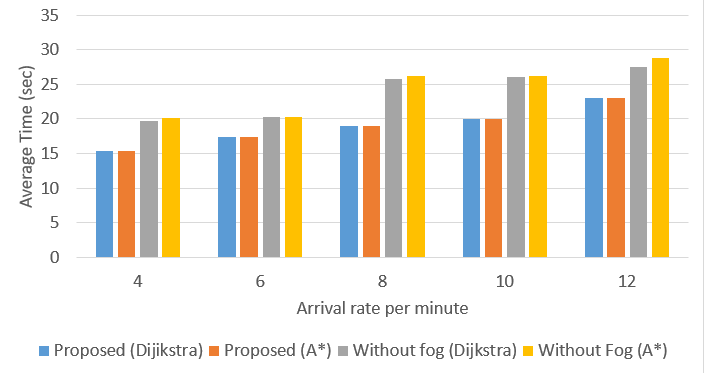 35
30
25
20
15
10
5
0
Average Time (sec)
4 6 8 10 12
Arrival rate per minute
Proposed (Dijikstra) Proposed (A*) Without fog (Dijkstra) Without Fog (A*)